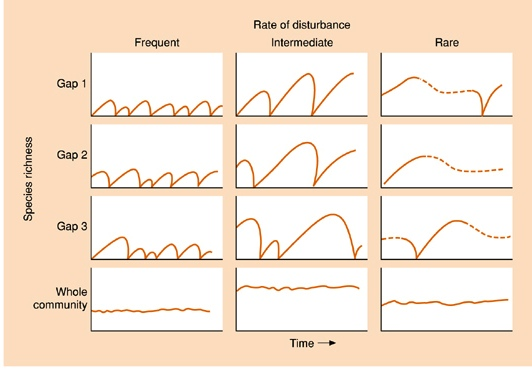 Rate of disturbance
Frequent Intermediate Rare
Gap 1
Gap 2
Gap 3
Whole
community
Species richness
Time